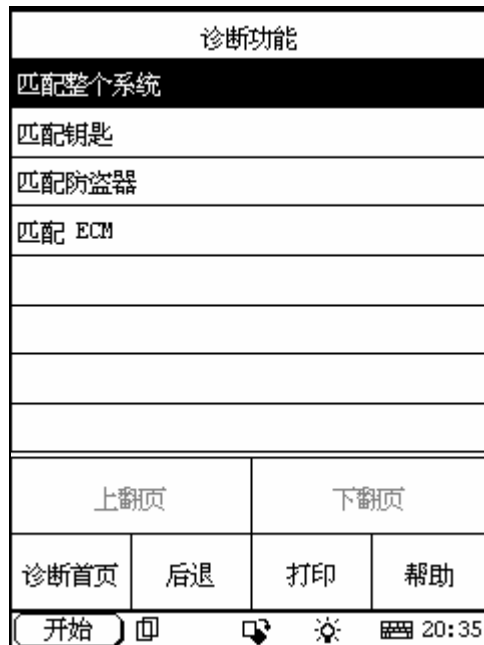 诊断功能
匹配整个系统
匹配钥匙
匹配防盗器
匹配 ECM
上翻页 下翻页
诊断首页 后退 打印 帮助
开始 20:35